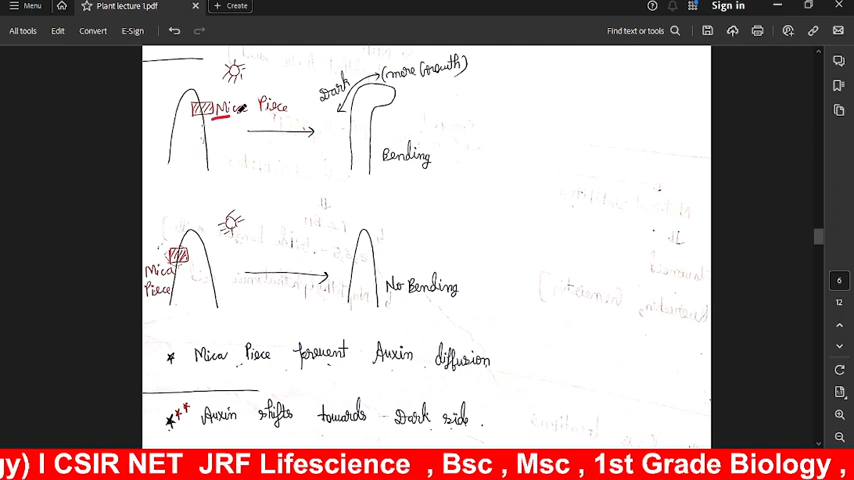 Menu
Plant lecture 1.pdf
Create
Sign in
All tools
Edit
Convert
E-Sign
Find text or tools
Dark
(more Growth)
Mica Piece
Bending
Mica
Piece
No Bending
Mica Piece prevent Auxin diffusion
Auxin shifts towards Dark side.
6
12
gy) I CSIR NET JRF Lifescience , Bsc , Msc , 1st Grade Biology ,